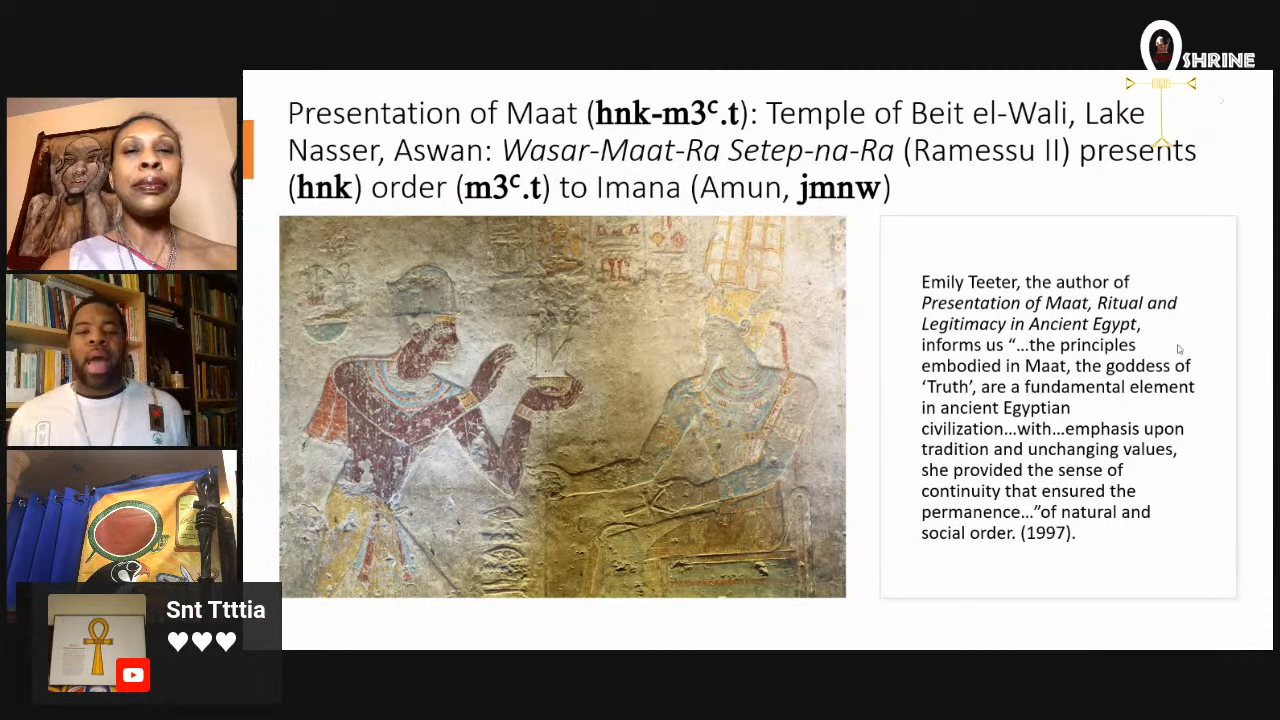 SHRINE
Presentation of Maat (hnk-m3ᶜ.t): Temple of Beit el-Wali, Lake
Nasser, Aswan: Wasar-Maat-Ra Setep-na-Ra (Ramessu II) presents
(hnk) order (m3ᶜ.t) to Imana (Amun, jmnw)
Emily Teeter, the author of
Presentation of Maat, Ritual and
Legitimacy in Ancient Egypt,
informs us “…the principles
embodied in Maat, the goddess of
‘Truth’, are a fundamental element
in ancient Egyptian
civilization…with…emphasis upon
tradition and unchanging values,
she provided the sense of
continuity that ensured the
permanence…”of natural and
social order. (1997).
Snt Ttttia
♥♥♥